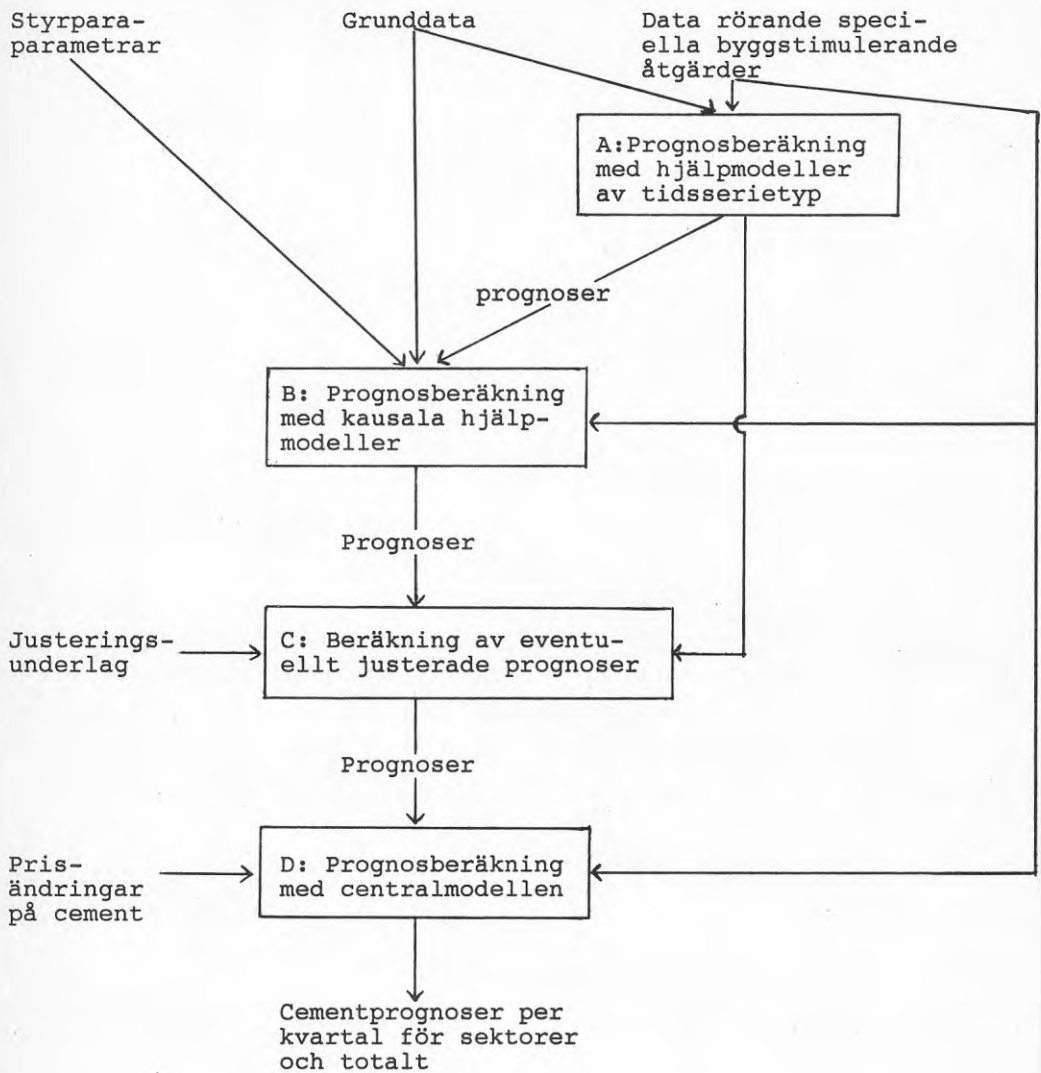 Styrpara-
parametrar
Grunddata
Data rörande speci-
ella byggstimulerande
åtgärder
A:Prognosberäkning
med hjälpmodeller
av tidsserietyp
prognoser
B: Prognosberäkning
med kausala hjälp-
modeller
Prognoser
Justerings-
underlag
C: Beräkning av eventu-
ellt justerade prognoser
Prognoser
Pris-
ändringar
på cement
D: Prognosberäkning
med centralmodellen
Cementprognoser per
kvartal för sektorer
och totalt